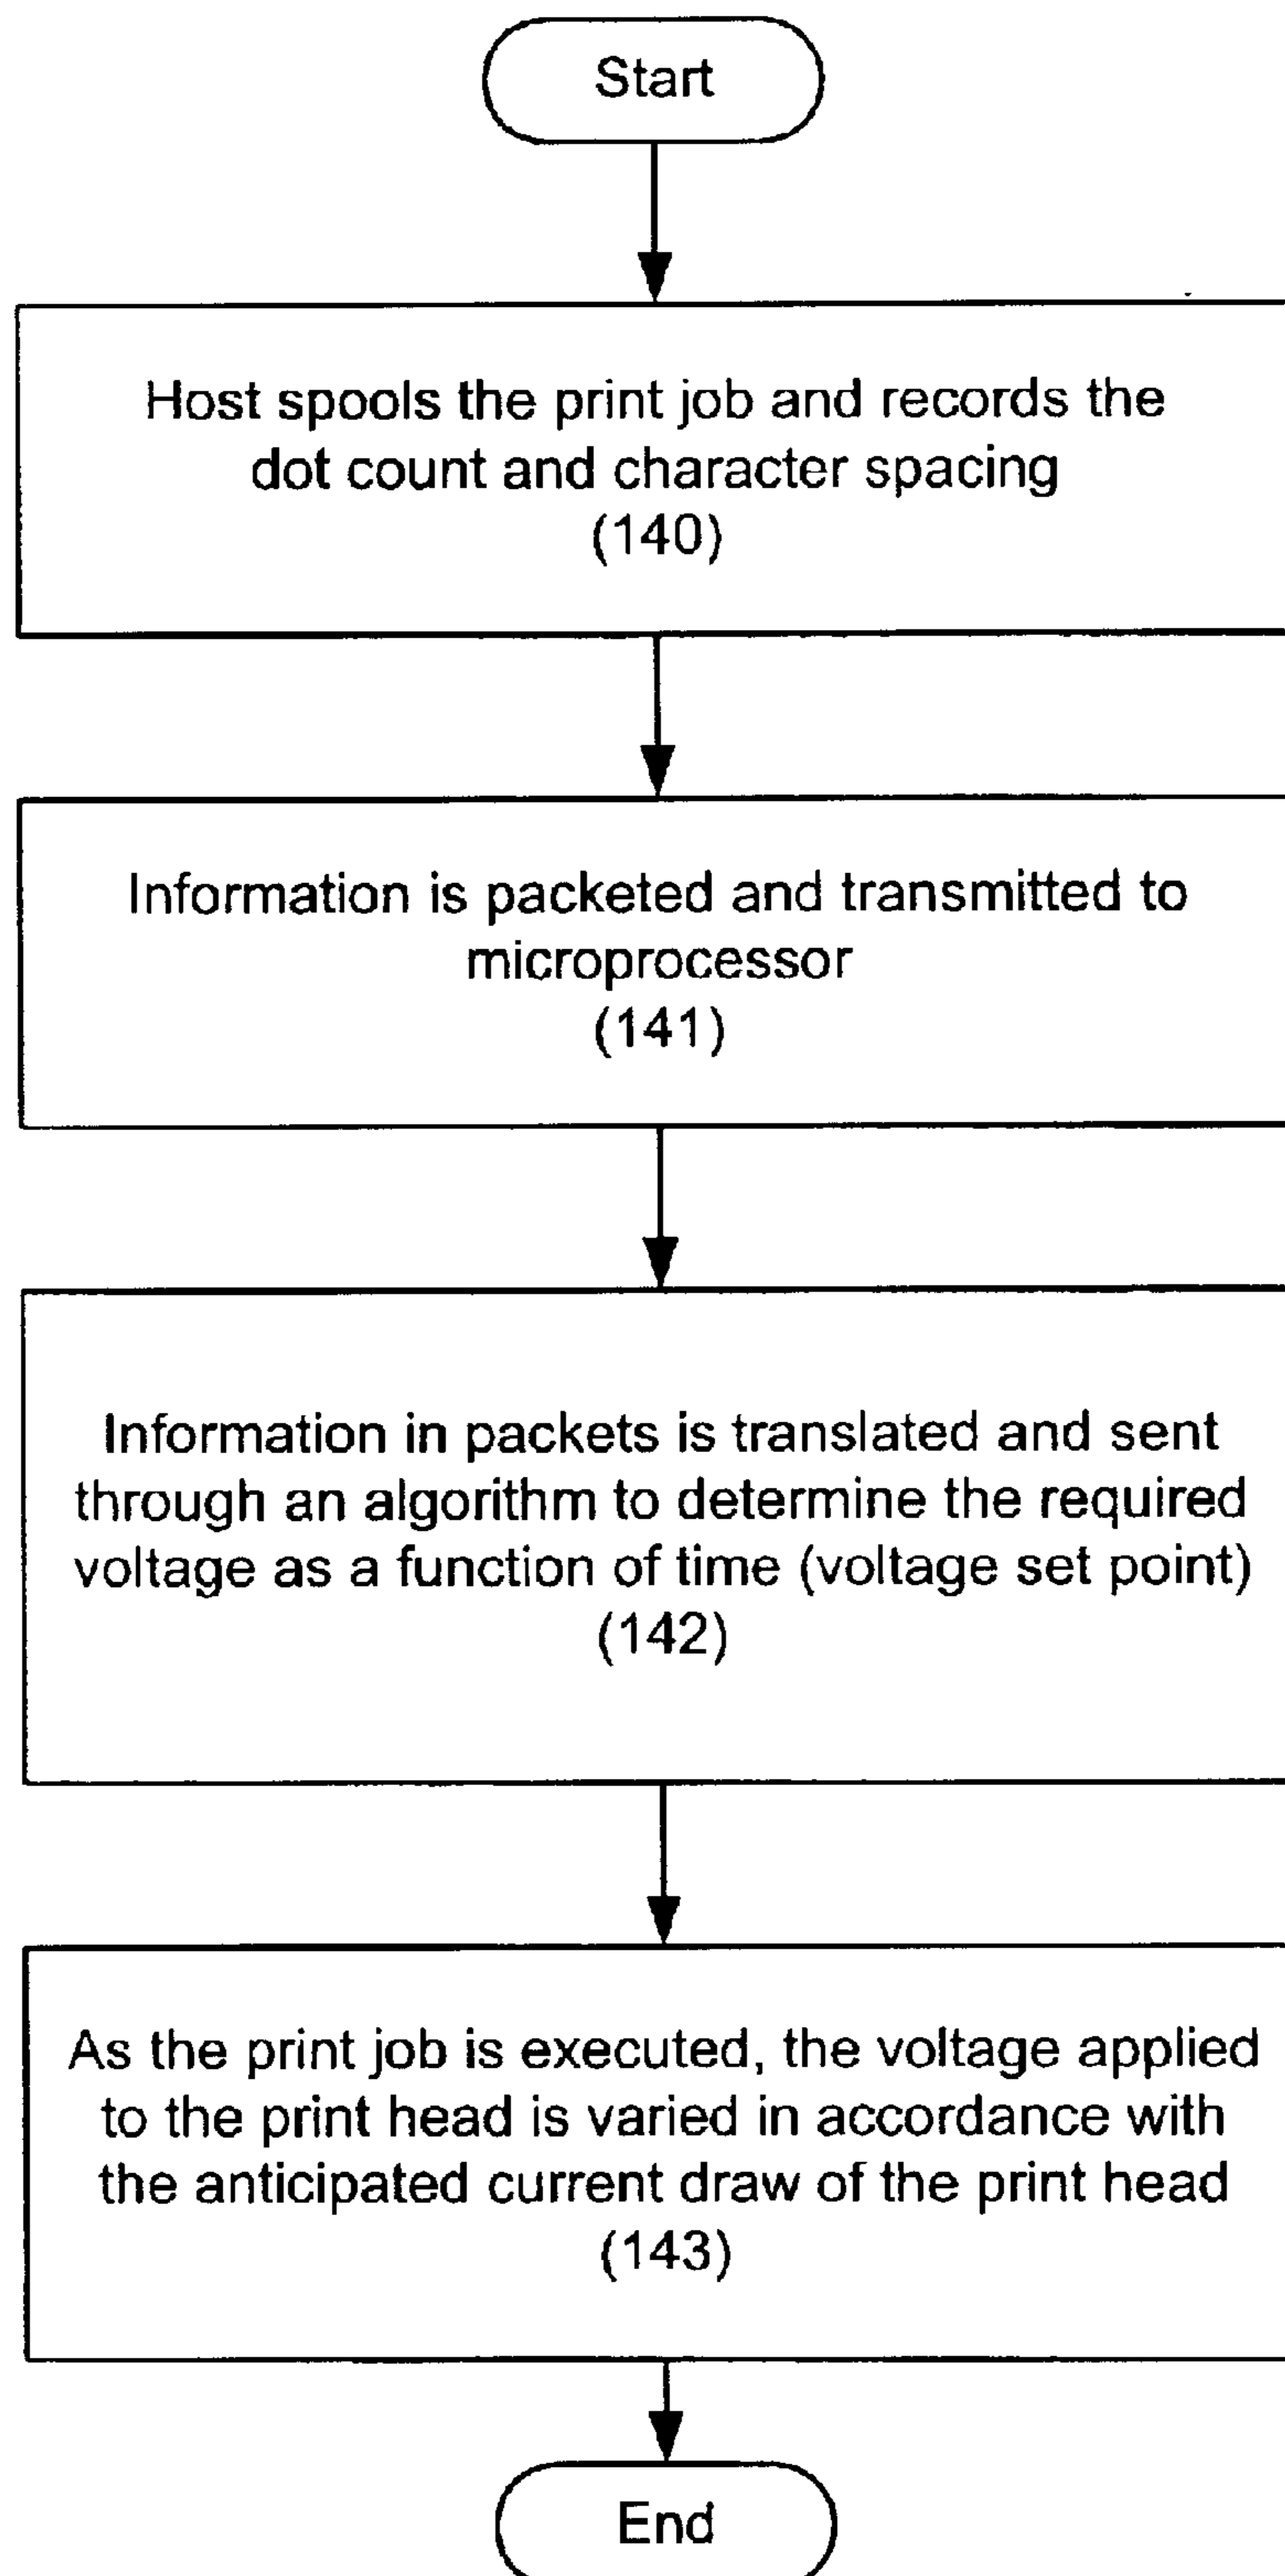 Start
Host spools the print job and records the
dot count and character spacing
(140)
Information is packeted and transmitted to
microprocessor
(141)
Information in packets is translated and sent
through an algorithm to determine the required
voltage as a function of time (voltage set point)
(142)
As the print job is executed, the voltage applied
to the print head is varied in accordance with
the anticipated current draw of the print head
(143)
End